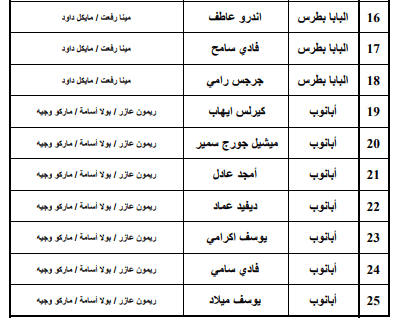 16 البابا بطرس اندرو عاطف مينا رفعت / مايكل داود
17 البابا بطرس فادي سامح مينا رفعت / مايكل داود
18 البابا بطرس جرجس رامي مينا رفعت / مايكل داود
19 أبانوب كيرلس ايهاب ريمون عازر / بولا أسامة / ماركو وجيه
20 أبانوب ميشيل جورج سمير ريمون عازر / بولا أسامة / ماركو وجيه
21 أبانوب أمجد عادل ريمون عازر / بولا أسامة / ماركو وجيه
22 أبانوب ديفيد عماد ريمون عازر / بولا أسامة / ماركو وجيه
23 أبانوب يوسف اكرامي ريمون عازر / بولا أسامة / ماركو وجيه
24 أبانوب فادي سامي ريمون عازر / بولا أسامة / ماركو وجيه
25 أبانوب يوسف ميلاد ريمون عازر / بولا أسامة / ماركو وجيه